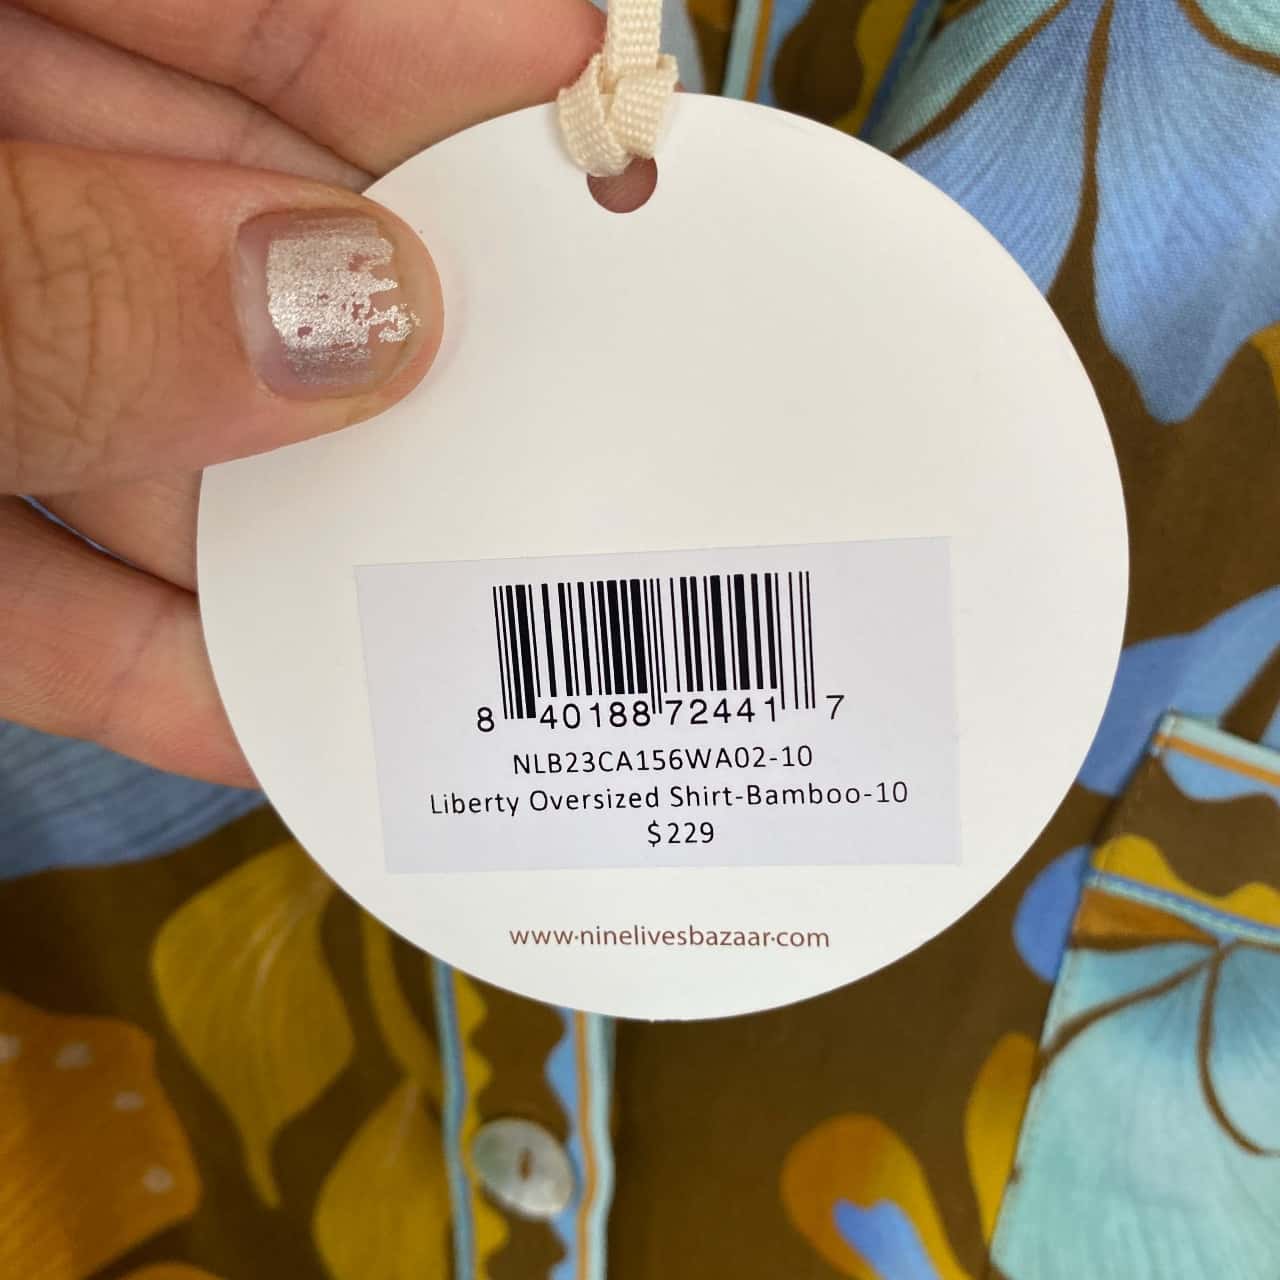 8 40188 72441 7
NLB23CA156WA02-10
Liberty Oversized Shirt-Bamboo-10
$229
www·ninelivesbazaar·com